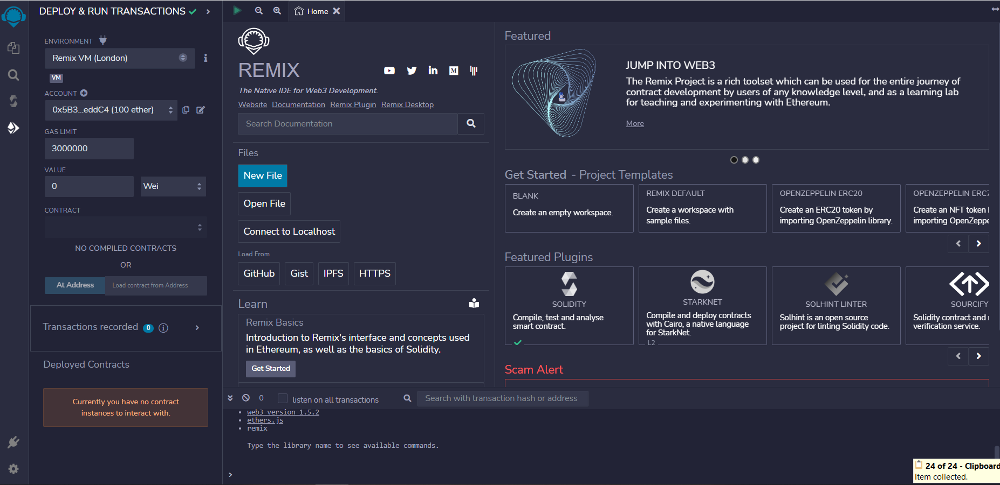 DEPLOY & RUN TRANSACTIONS
ENVIRONMENT
Remix VM (London)
VM
ACCOUNT
0x5B3...eddC4 (100 ether)
GAS LIMIT
3000000
VALUE
0
Wei
CONTRACT
NO COMPILED CONTRACTS
OR
At Address
Load contract from Address
Transactions recorded 0
Deployed Contracts
Currently you have no contract
instances to interact with.
Home
REMIX
The Native IDE for Web3 Development.
Website Documentation Remix Plugin Remix Desktop
Search Documentation
Files
New File
Open File
Connect to Localhost
Load From
GitHub Gist IPFS HTTPS
Learn
Remix Basics
Introduction to Remix's interface and concepts used
in Ethereum, as well as the basics of Solidity.
Get Started
Featured
JUMP INTO WEB3
The Remix Project is a rich toolset which can be used for the entire journey of
contract development by users of any knowledge level, and as a learning lab
for teaching and experimenting with Ethereum.
More
Get Started - Project Templates
BLANK
Create an empty workspace.
REMIX DEFAULT
Create a workspace with
sample files.
OPENZEPPELIN ERC20
Create an ERC20 token by
importing OpenZeppelin library.
OPENZEPPELIN ERC7
Create an NFT token
importing OpenZeppe
Featured Plugins
SOLIDITY
Compile, test and analyse
smart contract.
STARKNET
Compile and deploy contracts
with Cairo, a native language
for StarkNet.
L2
SOLHINT LINTER
Solhint is an open source
project for linting Solidity code.
SOURCIFY
Solidity contract and
verification service.
Scam Alert
0
listen on all transactions
Search with transaction hash or address
• web3 version 1.5.2
• ethers.js
• remix
Type the library name to see available commands.
>
24 of 24 - Clipboard
Item collected.